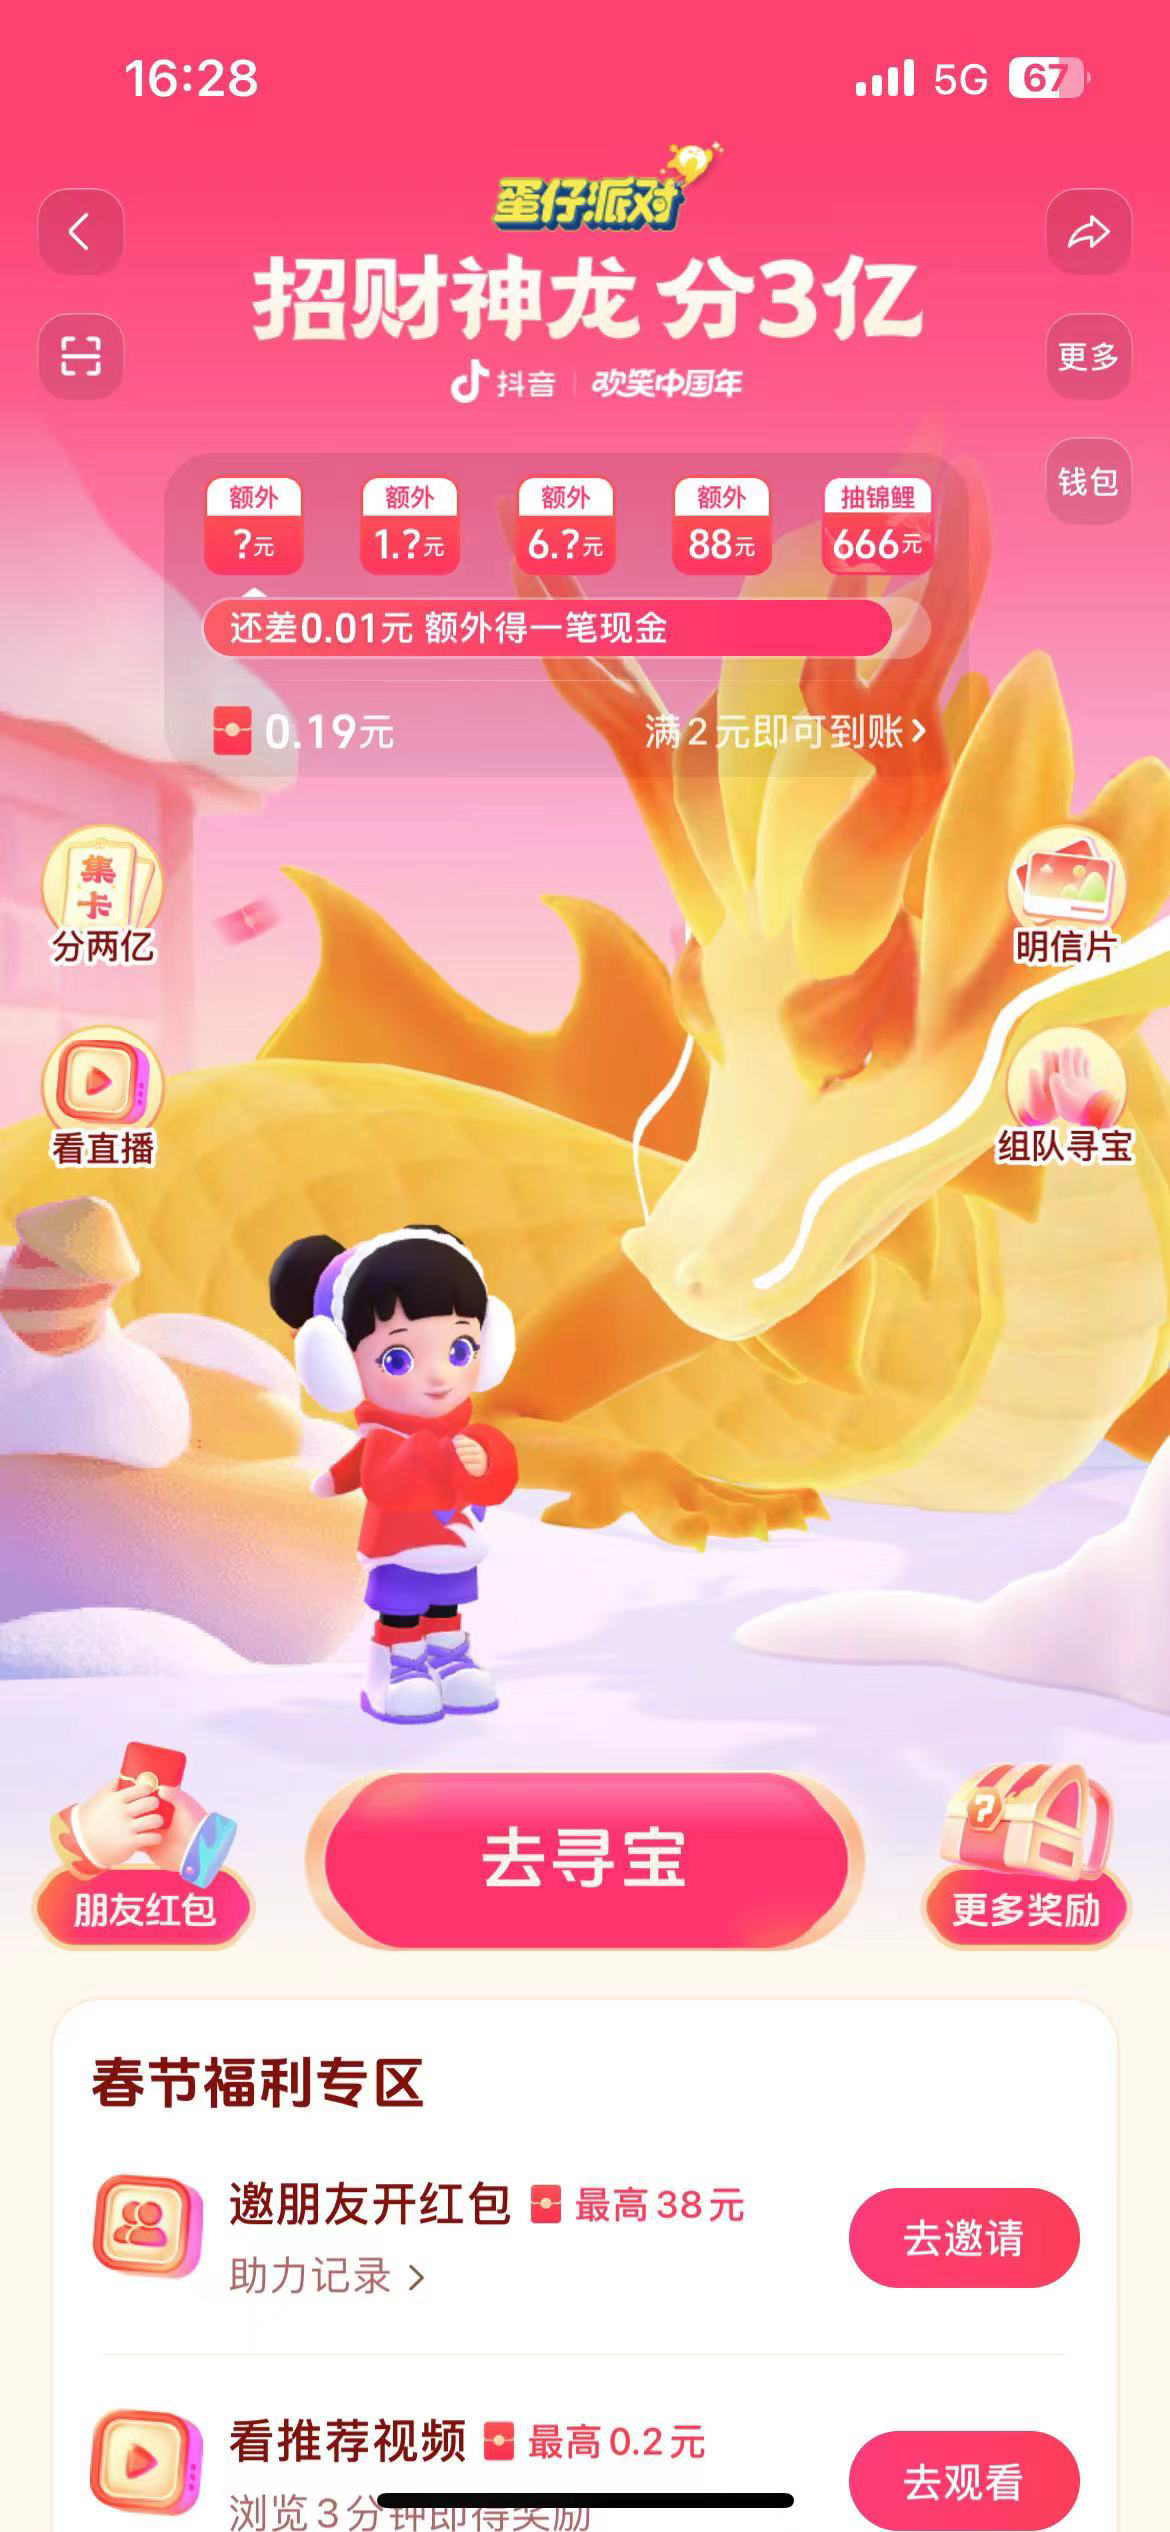 16:28
5G 67
蛋仔派对
招财神龙 分3亿
抖音 欢笑中国年
更多
钱包
额外 额外 额外 额外 抽锦鲤
?元 1.?元 6.?元 88元 666元
还差0.01元 额外得一笔现金
0.19元 满2元即可到账
集卡
分两亿
明信片
看直播
组队寻宝
朋友红包
去寻宝
更多奖励
春节福利专区
邀朋友开红包 最高38元
助力记录
去邀请
看推荐视频 最高0.2元
浏览3分钟即得奖励
去观看